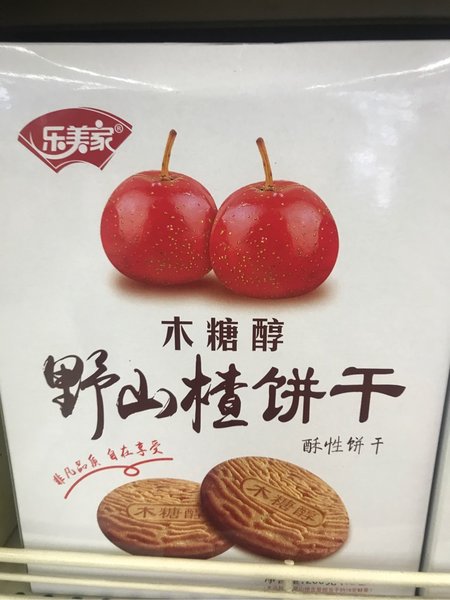 乐美家®
木糖醇
野山楂饼干
酥性饼干
非凡品质 自在享受
木糖醇
木糖醇